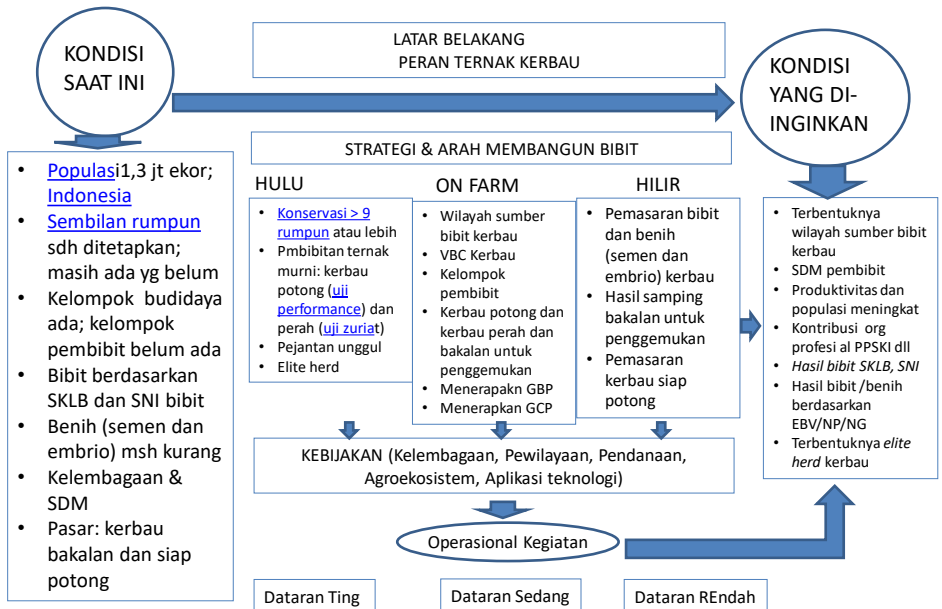 KONDISI
SAAT INI
LATAR BELAKANG
PERAN TERNAK KERBAU
KONDISI
YANG DI-
INGINKAN
• Populasi1,3 jt ekor;
Indonesia
• Sembilan rumpun
sdh ditetapkan;
masih ada yg belum
• Kelompok budidaya
ada; kelompok
pembibit belum ada
• Bibit berdasarkan
SKLB dan SNI bibit
• Benih (semen dan
embrio) msh kurang
• Kelembagaan &
SDM
• Pasar: kerbau
bakalan dan siap
potong
STRATEGI & ARAH MEMBANGUN BIBIT
HULU
• Konservasi > 9
rumpun atau lebih
• Pmbibitan ternak
murni: kerbau
potong (uji
performance) dan
perah (uji zuriat)
• Pejantan unggul
• Elite herd
ON FARM
• Wilayah sumber
bibit kerbau
• VBC Kerbau
• Kelompok
pembibit
• Kerbau potong dan
kerbau perah dan
bakalan untuk
penggemukan
• Menerapakn GBP
• Menerapkan GCP
HILIR
• Pemasaran bibit
dan benih
(semen dan
embrio) kerbau
• Hasil samping
bakalan untuk
penggemukan
• Pemasaran
kerbau siap
potong
• Terbentuknya
wilayah sumber bibit
kerbau
• SDM pembibit
• Produktivitas dan
populasi meningkat
• Kontribusi org
profesi al PPSKI dll
• Hasil bibit SKLB, SNI
• Hasil bibit /benih
berdasarkan
EBV/NP/NG
• Terbentuknya elite
herd kerbau
KEBIJAKAN (Kelembagaan, Pewilayaan, Pendanaan,
Agroekosistem, Aplikasi teknologi)
Operasional Kegiatan
Dataran Ting
Dataran Sedang
Dataran REndah